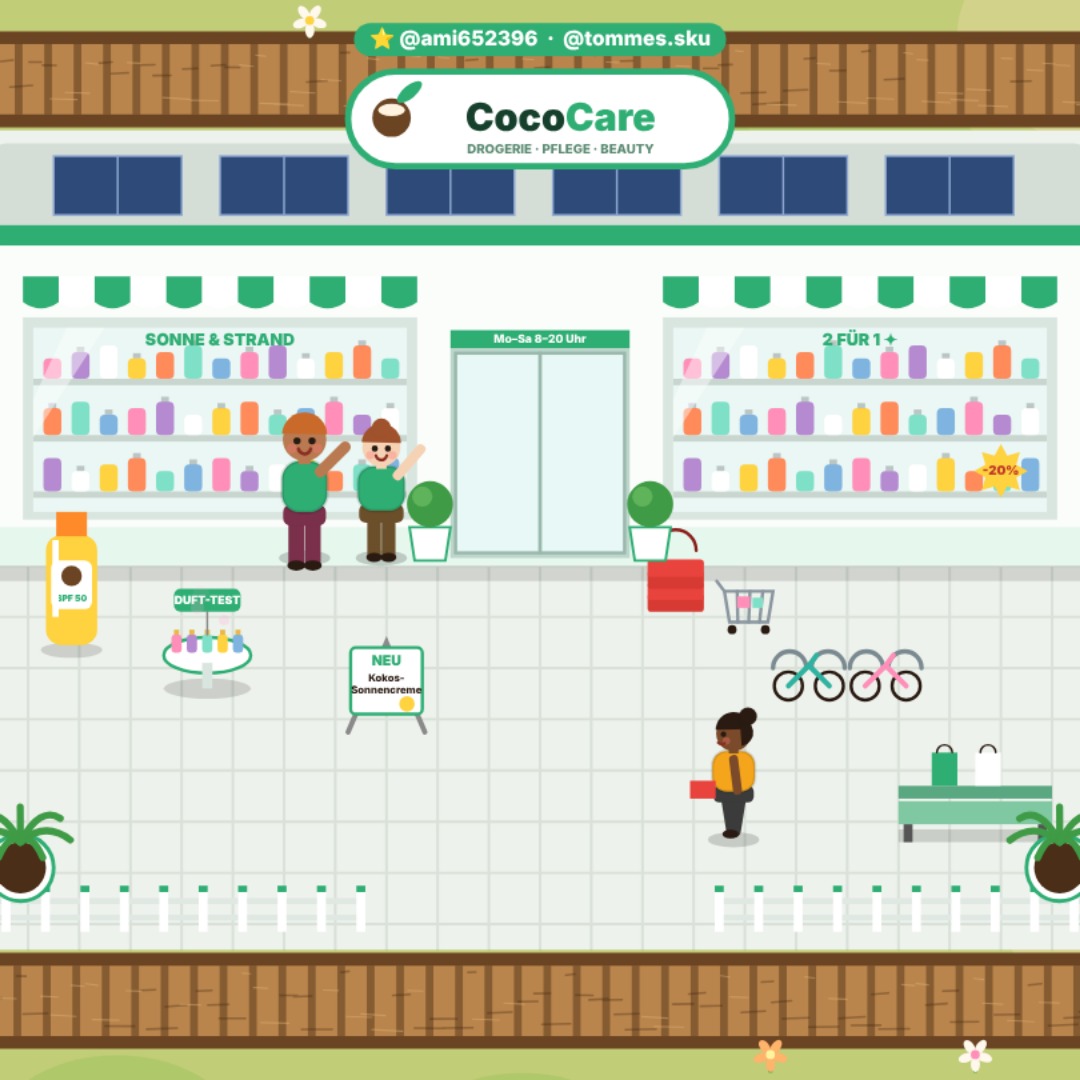 ⭐ @ami652396 · @tommes.sku
CocoCare
DROGERIE · PFLEGE · BEAUTY
SONNE & STRAND
Mo–Sa 8–20 Uhr
2 FÜR 1 ✦
-20%
SPF 50
DUFT-TEST
NEU
Kokos-
Sonnencreme